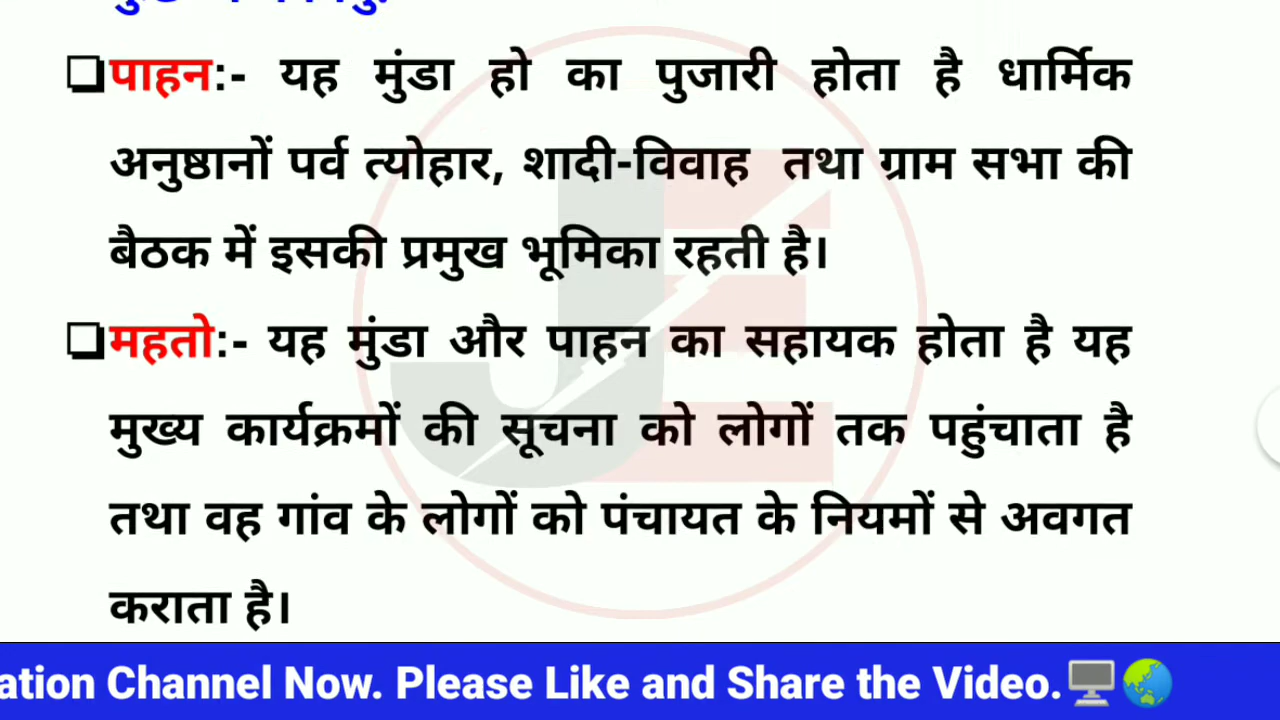 ❑पाहन:- यह मुंडा हो का पुजारी होता है धार्मिक
अनुष्ठानों पर्व त्योहार, शादी-विवाह तथा ग्राम सभा की
बैठक में इसकी प्रमुख भूमिका रहती है।
❑महतो:- यह मुंडा और पाहन का सहायक होता है यह
मुख्य कार्यक्रमों की सूचना को लोगों तक पहुंचाता है
तथा वह गांव के लोगों को पंचायत के नियमों से अवगत
कराता है।
ation Channel Now. Please Like and Share the Video.🖥️🌏